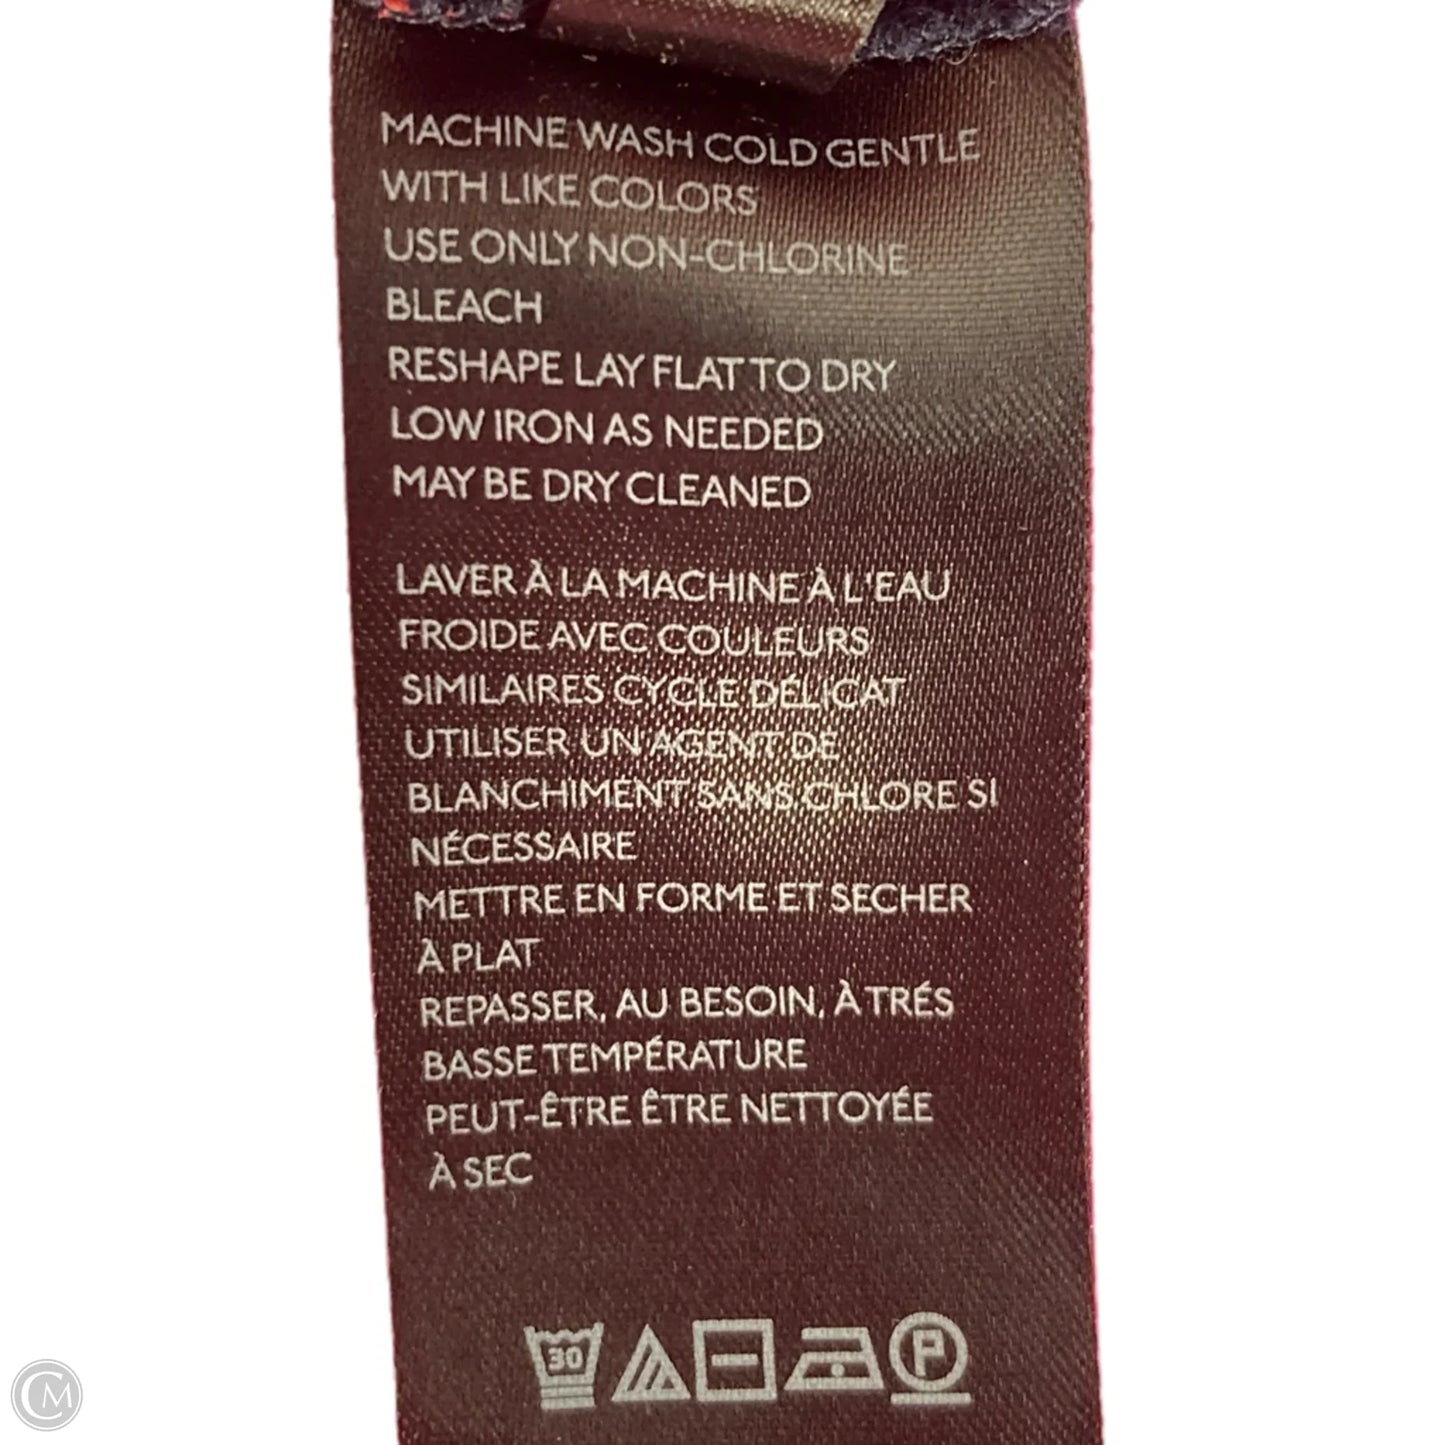 MACHINE WASH COLD GENTLE
WITH LIKE COLORS
USE ONLY NON-CHLORINE
BLEACH
RESHAPE LAY FLAT TO DRY
LOW IRON AS NEEDED
MAY BE DRY CLEANED
LAVER À LA MACHINE À L'EAU
FROIDE AVEC COULEURS
SIMILAIRES CYCLE DÉLICAT
UTILISER UN AGENT DE
BLANCHIMENT SANS CHLORE SI
NÉCESSAIRE
METTRE EN FORME ET SECHER
À PLAT
REPASSER, AU BESOIN, À TRÉS
BASSE TEMPÉRATURE
PEUT-ÊTRE ÊTRE NETTOYÉE
À SEC
30 P
CM